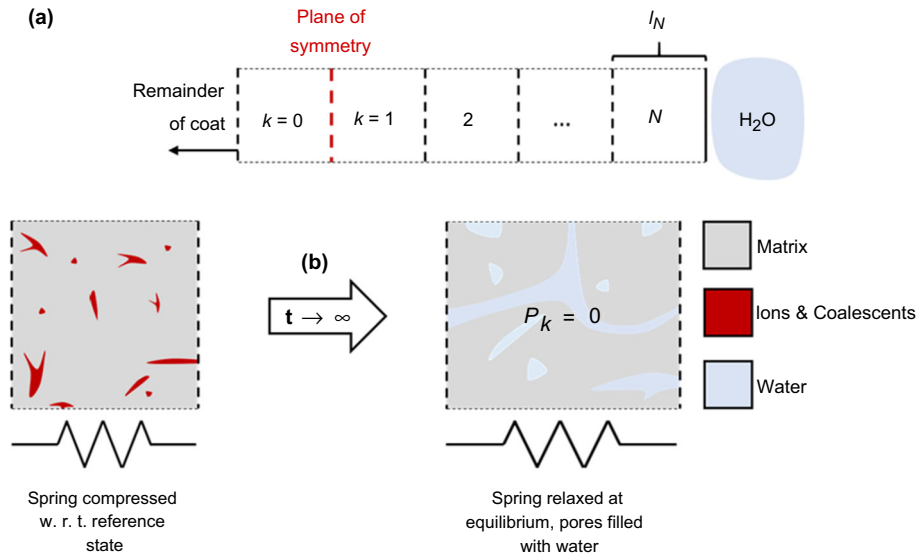 (a)
Plane of
symmetry
l_N
Remainder
of coat
k = 0
k = 1
2
...
N
H₂O
(b)
t → ∞
P_k = 0
Matrix
Ions & Coalescents
Water
Spring compressed
w. r. t. reference
state
Spring relaxed at
equilibrium, pores filled
with water